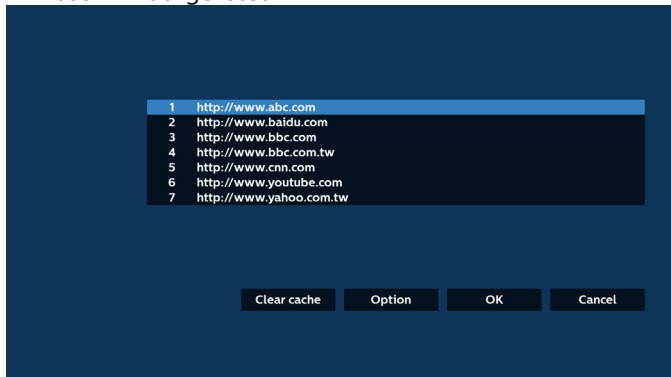 1 http://www.abc.com
2 http://www.baidu.com
3 http://www.bbc.com
4 http://www.bbc.com.tw
5 http://www.cnn.com
6 http://www.youtube.com
7 http://www.yahoo.com.tw
Clear cache Option OK Cancel